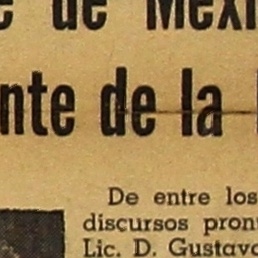 e de Méxi
nte de la
De entre los
discursos pron
Lic. D. Gustavo